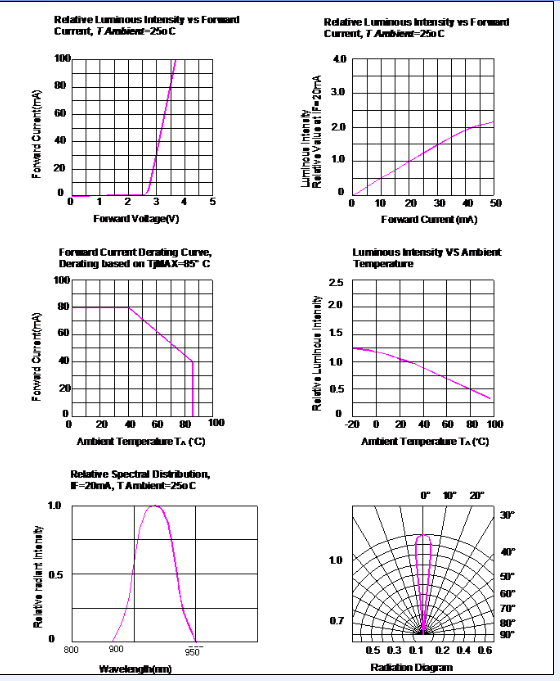 Relative Luminous Intensity vs Forward
Current, T Ambient=25oC
100
80
60
40
20
0
Forward Current(mA)
0 1 2 3 4 5
Forward Voltage(V)
Relative Luminous Intensity vs Forward
Current, T Ambient=25oC
4.0
3.0
2.0
1.0
0
Luminous Intensity
Relative Value at IF=20mA
0 10 20 30 40 50
Forward Current (mA)
Forward Current Derating Curve,
Derating based on TjMAX=85° C
100
80
60
40
20
0
Forward Current(mA)
0 20 40 60 80 100
Ambient Temperature TA (°C)
Luminous Intensity VS Ambient
Temperature
2.5
2.0
1.5
1.0
0.5
0
Relative Luminous Intensity
-20 0 20 40 60 80 100
Ambient Temperature TA (°C)
Relative Spectral Distribution,
IF=20mA, T Ambient=25oC
1.0
0.5
0
Relative radiant Intensity
800 900 950
Wavelength(nm)
0° 10° 20°
30°
40°
50°
60°
70°
80°
90°
1.0
0.7
0.5 0.3 0.1 0.2 0.4 0.6
Radiation Diagram